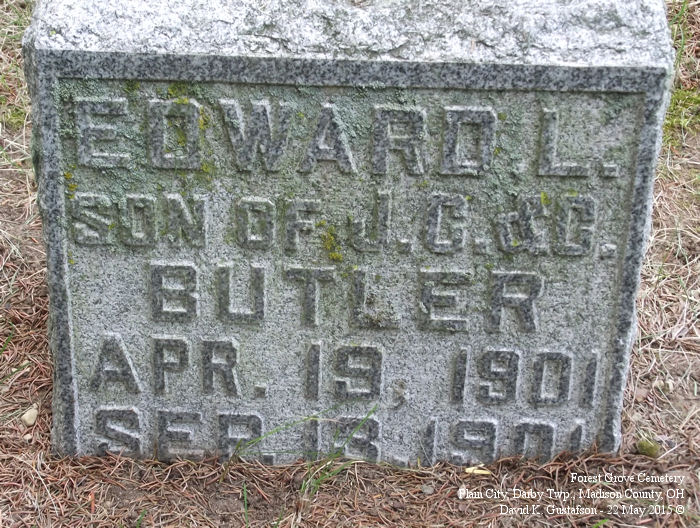 EDWARD L.
SON OF J.C. & C.
BUTLER
APR. 19, 1901
SEP. 13, 1901
Forest Grove Cemetery
Plain City, Darby Twp., Madison County, OH
David K. Gustafson - 22 May 2015 ©